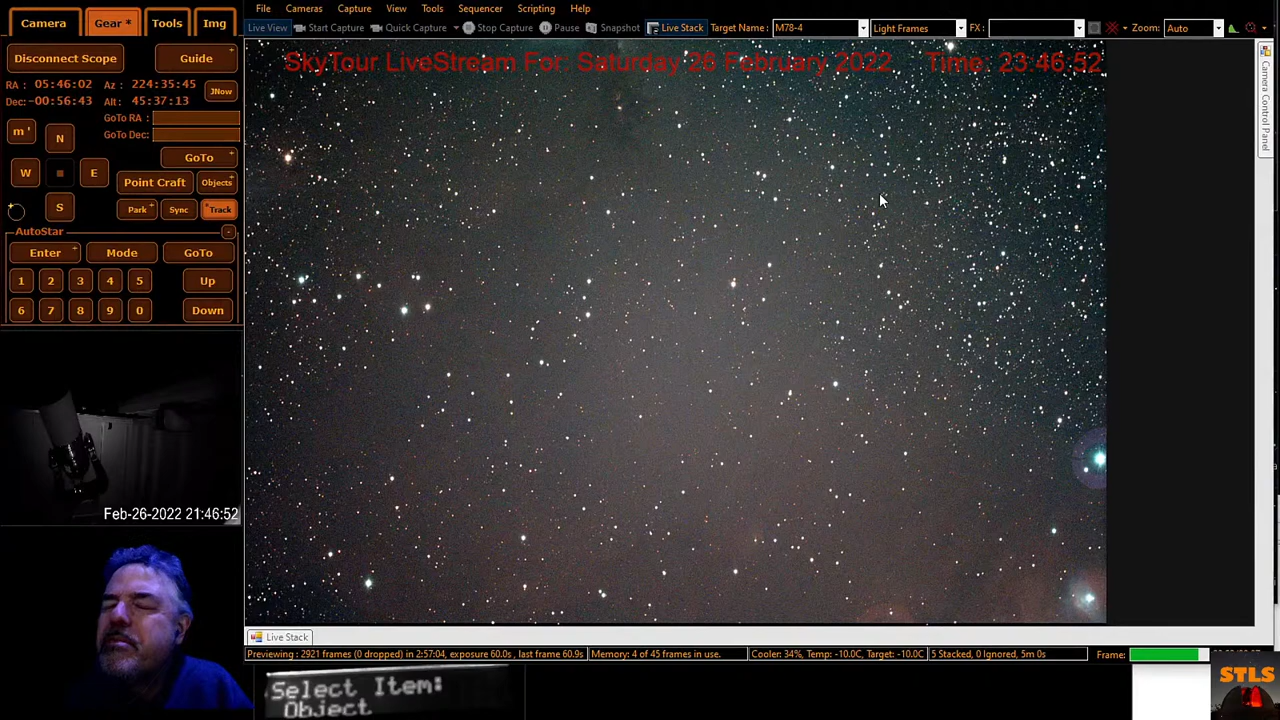 Camera Gear * Tools Img
File Cameras Capture View Tools Sequencer Scripting Help
Live View Start Capture Quick Capture Stop Capture Pause Snapshot Live Stack Target Name : M78-4 Light Frames FX : Zoom: Auto
Disconnect Scope Guide
RA : 05:46:02 Az : 224:35:45
Dec: -00:56:43 Alt: 45:37:13 JNow
GoTo RA :
GoTo Dec:
m ' N GoTo
W E Point Craft Objects
S Park Sync Track
AutoStar -
Enter Mode GoTo
1 2 3 4 5 Up
6 7 8 9 0 Down
SkyTour LiveStream For Saturday 26 February 2022 Time: 23:46:52
Camera Control Panel
Feb-26-2022 21:46:52
Live Stack
Previewing : 2921 frames (0 dropped) in 2:57:04, exposure 60.0s , last frame 60.9s Memory: 4 of 45 frames in use. Cooler: 34%, Temp: -10.0C, Target: -10.0C 5 Stacked, 0 Ignored, 5m 0s Frame:
Select Item:
Object
STLS